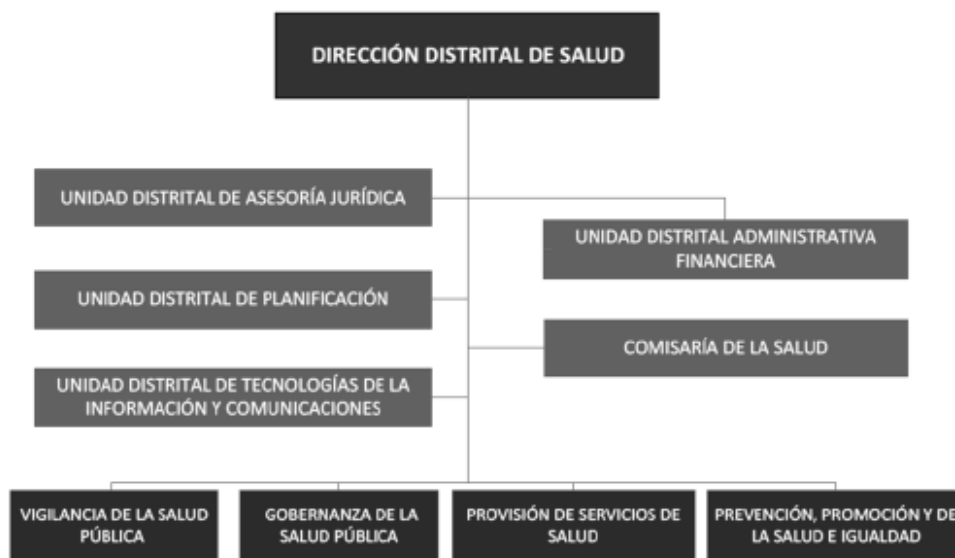 DIRECCIÓN DISTRITAL DE SALUD
UNIDAD DISTRITAL DE ASESORÍA JURÍDICA
UNIDAD DISTRITAL ADMINISTRATIVA
FINANCIERA
UNIDAD DISTRITAL DE PLANIFICACIÓN
COMISARÍA DE LA SALUD
UNIDAD DISTRITAL DE TECNOLOGÍAS DE LA
INFORMACIÓN Y COMUNICACIONES
VIGILANCIA DE LA SALUD
PÚBLICA
GOBERNANZA DE LA
SALUD PÚBLICA
PROVISIÓN DE SERVICIOS DE
SALUD
PREVENCIÓN, PROMOCIÓN Y DE
LA SALUD E IGUALDAD